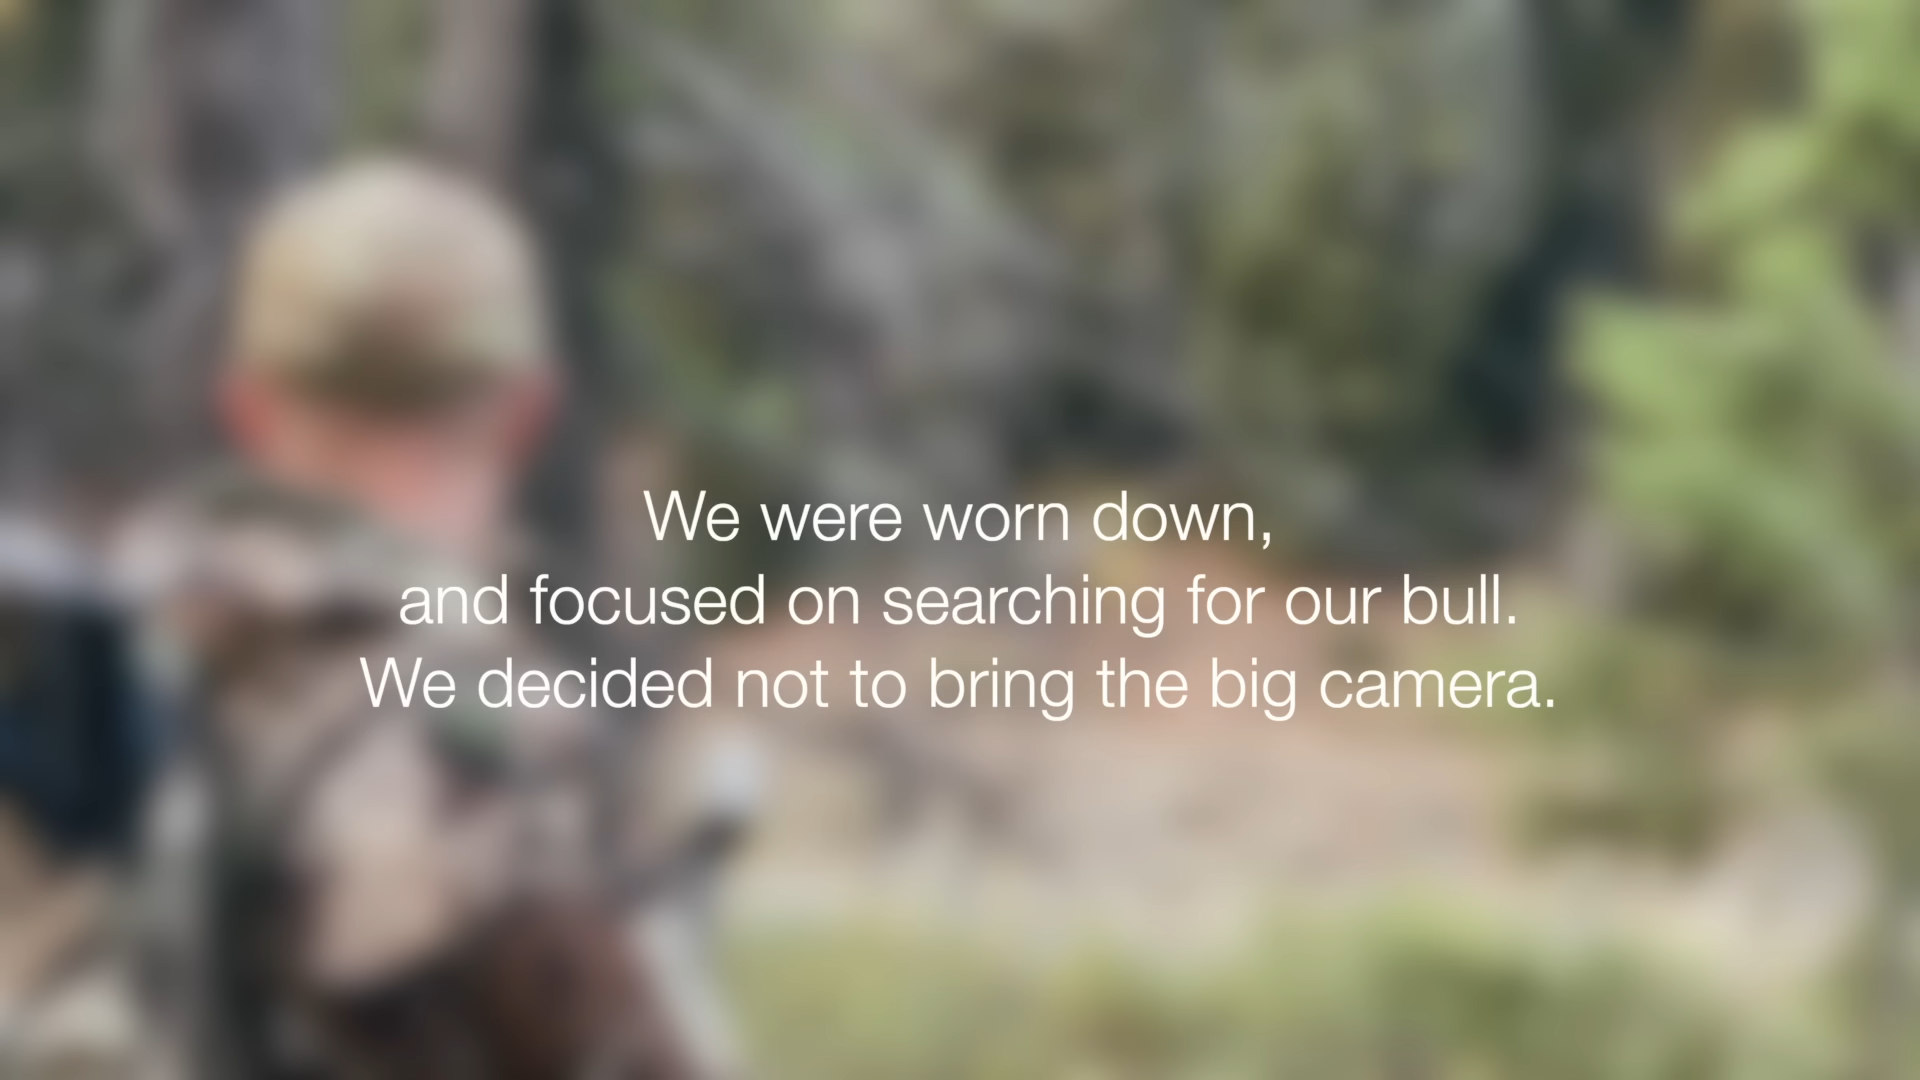 We were worn down,
and focused on searching for our bull.
We decided not to bring the big camera.